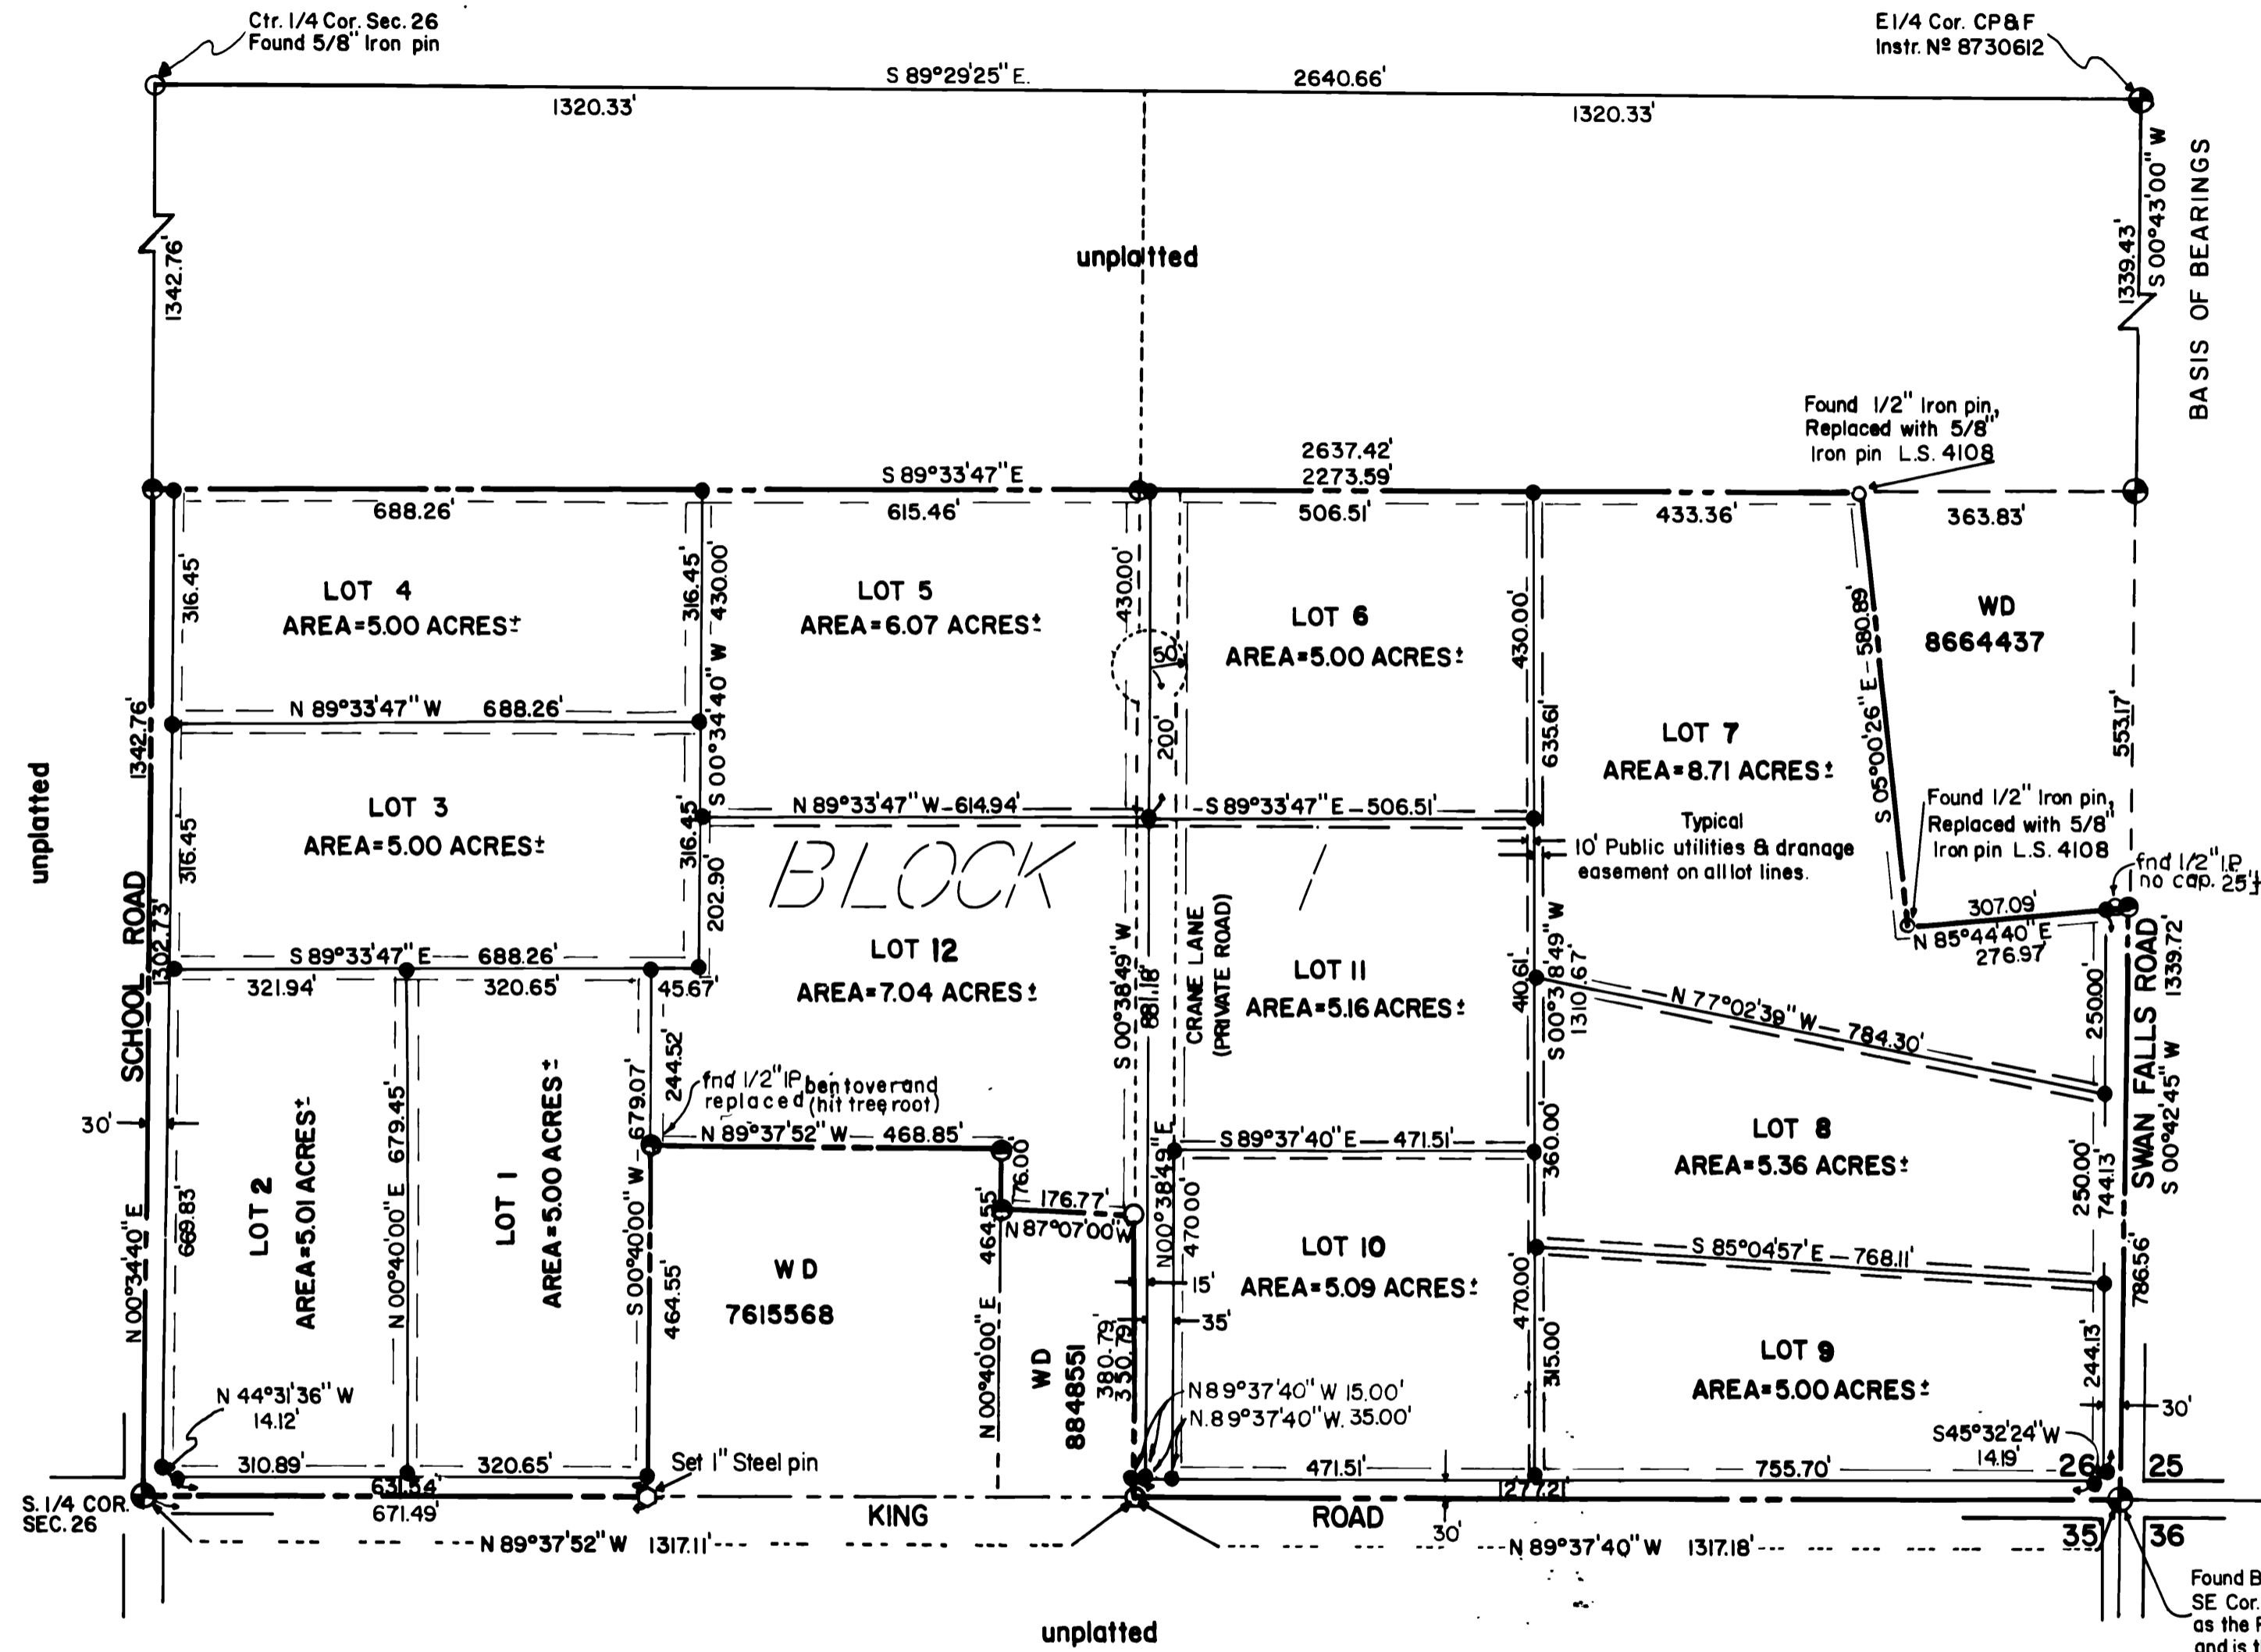 Ctr. 1/4 Cor. Sec. 26
Found 5/8" Iron pin
E1/4 Cor. CP&F
Instr. Nº 8730612
S 89°29'25" E.
2640.66'
1320.33'
1320.33'
1342.76'
unplatted
1339.43'
S 00°43'00" W
BASIS OF BEARINGS
Found 1/2" Iron pin,
Replaced with 5/8"
Iron pin L.S. 4108
S 89°33'47" E
2637.42'
2273.59'
688.26'
615.46'
506.51'
433.36'
363.83'
316.45'
LOT 4
AREA=5.00 ACRES±
316.45'
430.00'
LOT 5
AREA=6.07 ACRES±
430.00'
50'
200'
LOT 6
AREA=5.00 ACRES±
430.00'
635.61'
S 05°00'26" E - 580.89'
WD
8664437
553.17'
LOT 7
AREA=8.71 ACRES±
N 89°33'47" W 688.26'
S 00°34'40" W
1342.76'
unplatted
SCHOOL ROAD
1302.73'
316.45'
LOT 3
AREA=5.00 ACRES±
316.45'
202.90'
N 89°33'47" W-614.94'
S 89°33'47" E-506.51'
BLOCK 1
Typical
10' Public utilities & dranage
easement on all lot lines.
Found 1/2" Iron pin,
Replaced with 5/8"
Iron pin L.S. 4108
fnd 1/2" I.P.
no cap. 25'±
307.09'
N 85°44'40" E
276.97'
S 89°33'47" E 688.26'
321.94'
320.65'
45.67'
LOT 12
AREA=7.04 ACRES±
S 00°38'49" W
881.18'
CRANE LANE
(PRIVATE ROAD)
LOT 11
AREA=5.16 ACRES±
410.61'
S 00°38'49" W
1310.67'
N 77°02'39" W 784.30'
250.00'
SWAN FALLS ROAD
S 00°42'45" W 1339.72'
30'
N 00°34'40" E
669.83'
LOT 2
AREA=5.01 ACRES±
N 00°40'00" E 679.45'
LOT 1
AREA=5.00 ACRES±
S 00°40'00" W 679.07'
244.52'
fnd 1/2" I.P. bent over and
replaced (hit tree root)
N 89°37'52" W 468.85'
76.00'
176.77'
N 87°07'00" W
464.55'
WD
7615568
464.55'
N 00°40'00" E
WD
8848551
380.79'
350.79'
N 00°38'49" E
470.00'
15'
35'
S 89°37'40" E 471.51'
LOT 10
AREA=5.09 ACRES±
360.00'
470.00'
315.00'
LOT 8
AREA=5.36 ACRES±
250.00'
744.13'
786.56'
S 85°04'57" E 768.11'
LOT 9
AREA=5.00 ACRES±
244.13'
30'
N 44°31'36" W
14.12'
N 89°37'40" W 15.00'
N. 89°37'40" W. 35.00'
S 45°32'24" W
14.19'
310.89'
320.65'
Set 1" Steel pin
471.51'
755.70'
26 25
631.54'
1277.21
S. 1/4 COR.
SEC. 26
671.49'
KING ROAD
30'
35 36
N 89°37'52" W 1317.11'
N 89°37'40" W 1317.18'
unplatted
Found B
SE Cor.
as the
and is t